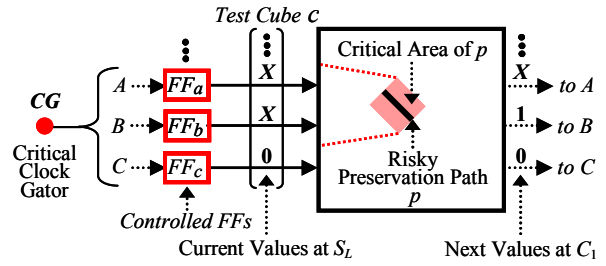 Test Cube c
Critical Area of p
A FFa X X to A
CG
B FFb X 1 to B
Critical
Clock
Gator
C FFc 0 0 to C
Risky
Preservation Path
p
Controlled FFs
Current Values at SL
Next Values at C1